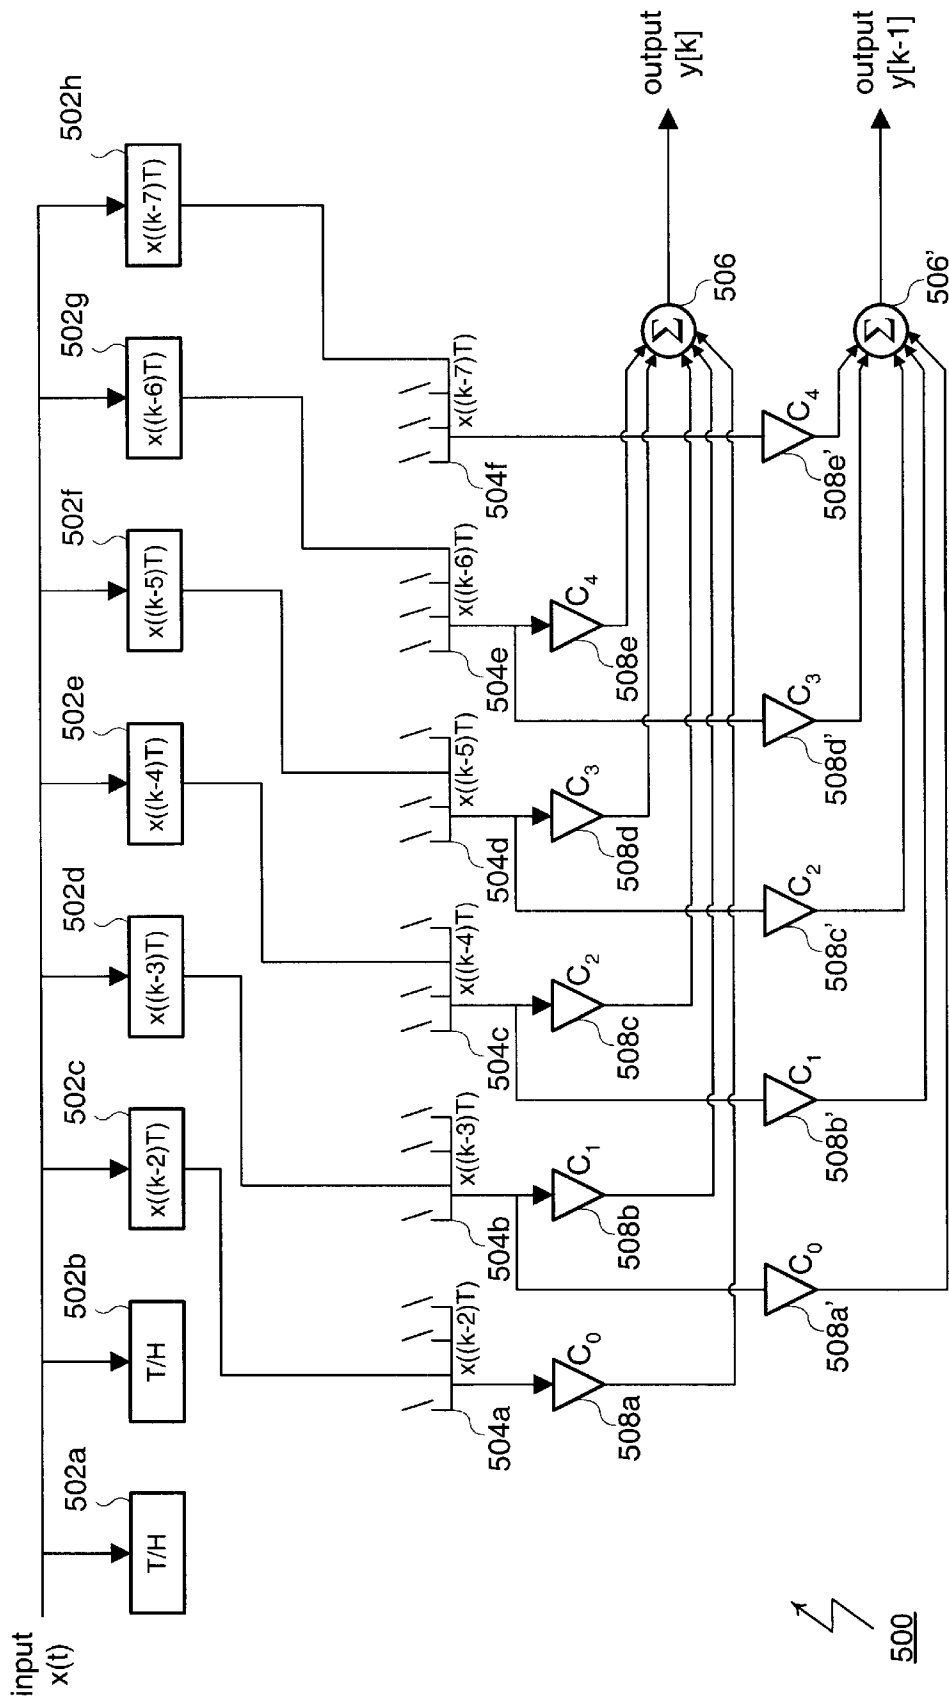 input
x(t)
502a
502b
502c
502d
502e
502f
502g
502h
T/H
T/H
x((k-2)T)
x((k-3)T)
x((k-4)T)
x((k-5)T)
x((k-6)T)
x((k-7)T)
504a
x((k-2)T)
504b
x((k-3)T)
504c
x((k-4)T)
504d
x((k-5)T)
504e
x((k-6)T)
504f
x((k-7)T)
508a
C0
508b
C1
508c
C2
508d
C3
508e
C4
Σ
506
output
y[k]
508a'
C0
508b'
C1
508c'
C2
508d'
C3
508e'
C4
Σ
506'
output
y[k-1]
500